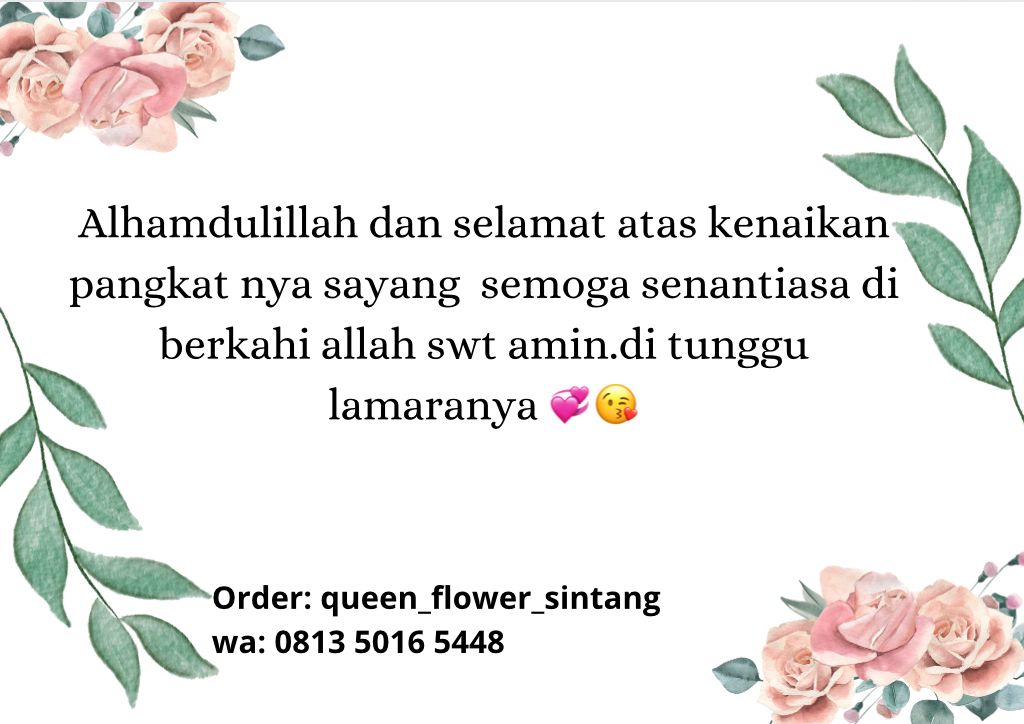 Alhamdulillah dan selamat atas kenaikan
pangkat nya sayang  semoga senantiasa di
berkahi allah swt amin.di tunggu
lamaranya 💞😘
Order: queen_flower_sintang
wa: 0813 5016 5448